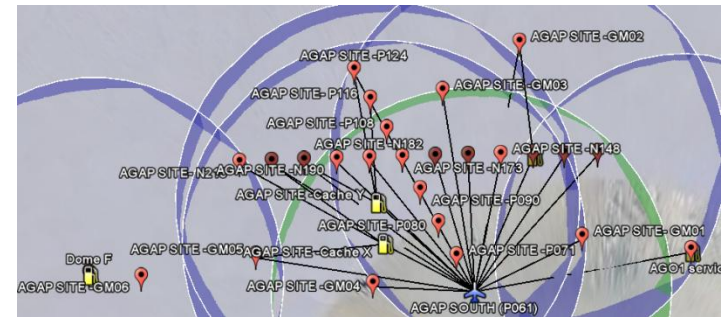 AGAP SITE -GM02
AGAP SITE -P124
AGAP SITE -GM03
AGAP SITE- P116
AGAP SITE -P108
AGAP SITE -N182
AGAP SITE -N148
AGAP SITE -N173
AGAP SITE -N190
AGAP SITE -Cache Y
AGAP SITE -P090
AGAP SITE- P080
AGAP SITE- GM01
AGAP SITE -GM05
AGAP SITE -Cache X
AGAP SITE -P071
Dome F
AGO1 servic
AGAP SITE -GM06
AGAP SITE -GM04
AGAP SOUTH (P061)